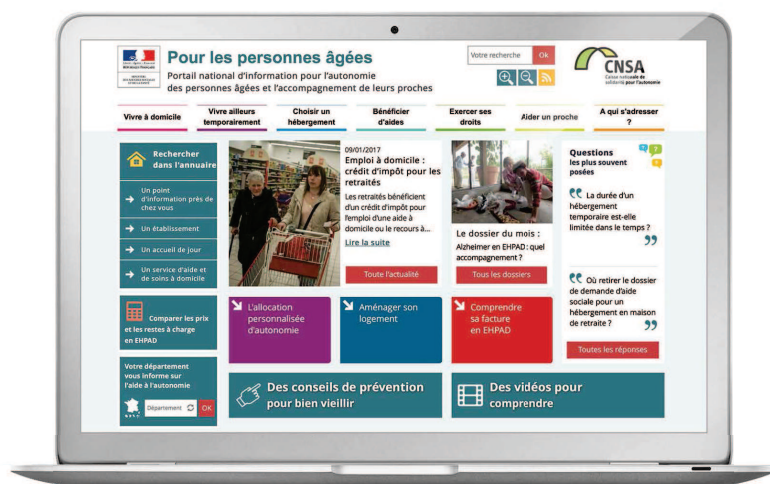 Pour les personnes âgées
Portail national d'information pour l'autonomie
des personnes âgées et l'accompagnement de leurs proches
Votre recherche
Ok
CNSA
Caisse nationale de
solidarité pour l'autonomie
Vivre à domicile
Vivre ailleurs
temporairement
Choisir un
hébergement
Bénéficier
d'aides
Exercer ses
droits
Aider un proche
A qui s'adresser
?
Rechercher
dans l'annuaire
Un point
d'information près de
chez vous
Un établissement
Un accueil de jour
Un service d'aide et
de soins à domicile
Comparer les prix
et les restes à charge
en EHPAD
Votre département
vous informe sur
l'aide à l'autonomie
Département
OK
09/01/2017
Emploi à domicile :
crédit d'impôt pour les
retraités
Les retraités bénéficient
d'un crédit d'impôt pour
l'emploi d'une aide à
domicile ou le recours à...
Lire la suite
Toute l'actualité
Le dossier du mois :
Alzheimer en EHPAD : quel
accompagnement ?
Tous les dossiers
Questions
les plus souvent
posées
La durée d'un
hébergement
temporaire est-elle
limitée dans le temps ?
Où retirer le dossier
de demande d'aide
sociale pour un
hébergement en maison
de retraite ?
Toutes les réponses
L'allocation
personnalisée
d'autonomie
Aménager son
logement
Comprendre
sa facture
en EHPAD
Des conseils de prévention
pour bien vieillir
Des vidéos pour
comprendre